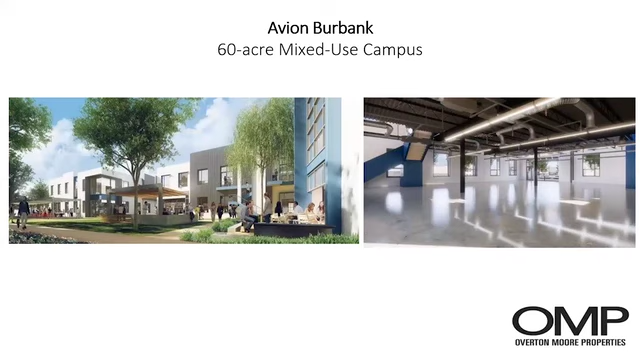 Avion Burbank
60-acre Mixed-Use Campus
OMP
OVERTON MOORE PROPERTIES